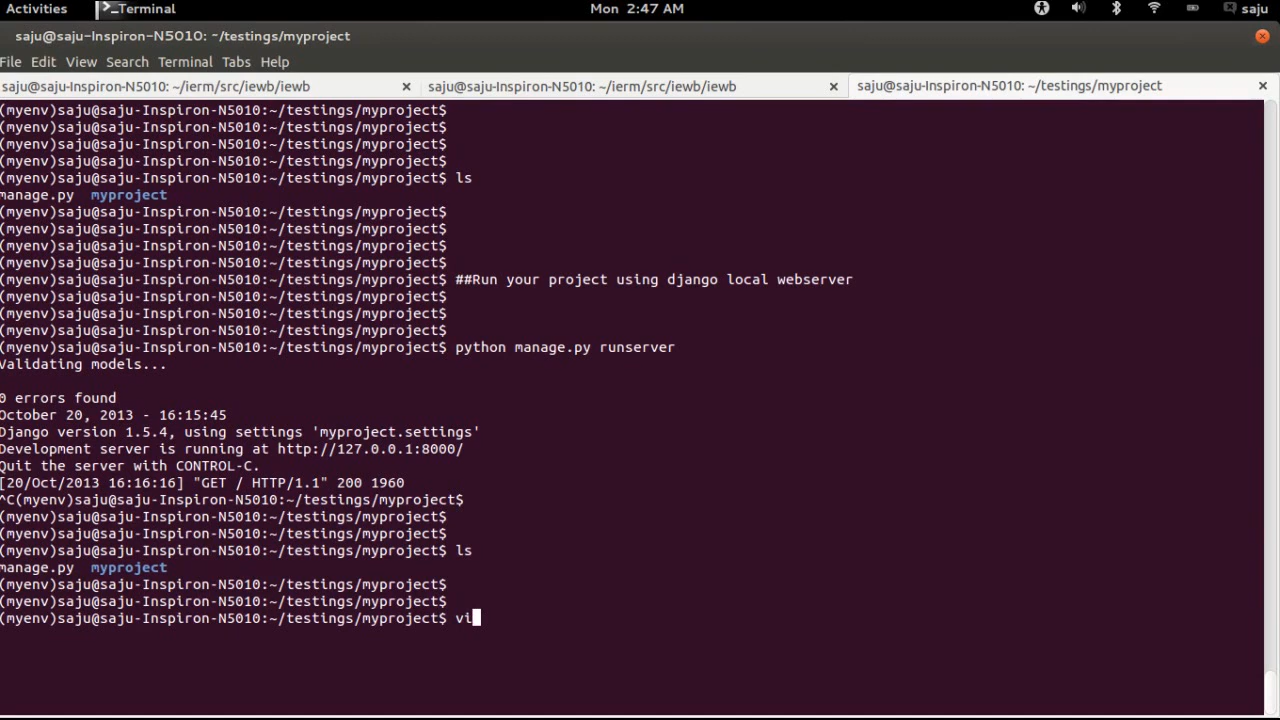 Activities >_Terminal Mon 2:47 AM saju
saju@saju-Inspiron-N5010: ~/testings/myproject
File Edit View Search Terminal Tabs Help
saju@saju-Inspiron-N5010: ~/ierm/src/iewb/iewb × saju@saju-Inspiron-N5010: ~/ierm/src/iewb/iewb × saju@saju-Inspiron-N5010: ~/testings/myproject ×
(myenv)saju@saju-Inspiron-N5010:~/testings/myproject$
(myenv)saju@saju-Inspiron-N5010:~/testings/myproject$
(myenv)saju@saju-Inspiron-N5010:~/testings/myproject$
(myenv)saju@saju-Inspiron-N5010:~/testings/myproject$
(myenv)saju@saju-Inspiron-N5010:~/testings/myproject$ ls
manage.py myproject
(myenv)saju@saju-Inspiron-N5010:~/testings/myproject$
(myenv)saju@saju-Inspiron-N5010:~/testings/myproject$
(myenv)saju@saju-Inspiron-N5010:~/testings/myproject$
(myenv)saju@saju-Inspiron-N5010:~/testings/myproject$
(myenv)saju@saju-Inspiron-N5010:~/testings/myproject$ ##Run your project using django local webserver
(myenv)saju@saju-Inspiron-N5010:~/testings/myproject$
(myenv)saju@saju-Inspiron-N5010:~/testings/myproject$
(myenv)saju@saju-Inspiron-N5010:~/testings/myproject$
(myenv)saju@saju-Inspiron-N5010:~/testings/myproject$ python manage.py runserver
Validating models...
0 errors found
October 20, 2013 - 16:15:45
Django version 1.5.4, using settings 'myproject.settings'
Development server is running at http://127.0.0.1:8000/
Quit the server with CONTROL-C.
[20/Oct/2013 16:16:16] "GET / HTTP/1.1" 200 1960
^C(myenv)saju@saju-Inspiron-N5010:~/testings/myproject$
(myenv)saju@saju-Inspiron-N5010:~/testings/myproject$
(myenv)saju@saju-Inspiron-N5010:~/testings/myproject$
(myenv)saju@saju-Inspiron-N5010:~/testings/myproject$ ls
manage.py myproject
(myenv)saju@saju-Inspiron-N5010:~/testings/myproject$
(myenv)saju@saju-Inspiron-N5010:~/testings/myproject$
(myenv)saju@saju-Inspiron-N5010:~/testings/myproject$ vi